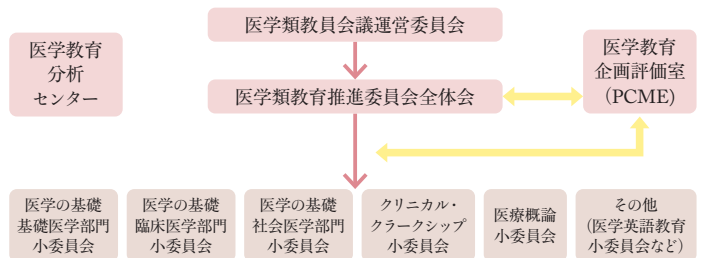 医学類教員会議運営委員会
医学教育
分析
センター
医学教育
企画評価室
（PCME）
医学類教育推進委員会全体会
医学の基礎
基礎医学部門
小委員会
医学の基礎
臨床医学部門
小委員会
医学の基礎
社会医学部門
小委員会
クリニカル・
クラークシップ
小委員会
医療概論
小委員会
その他
（医学英語教育
小委員会など）